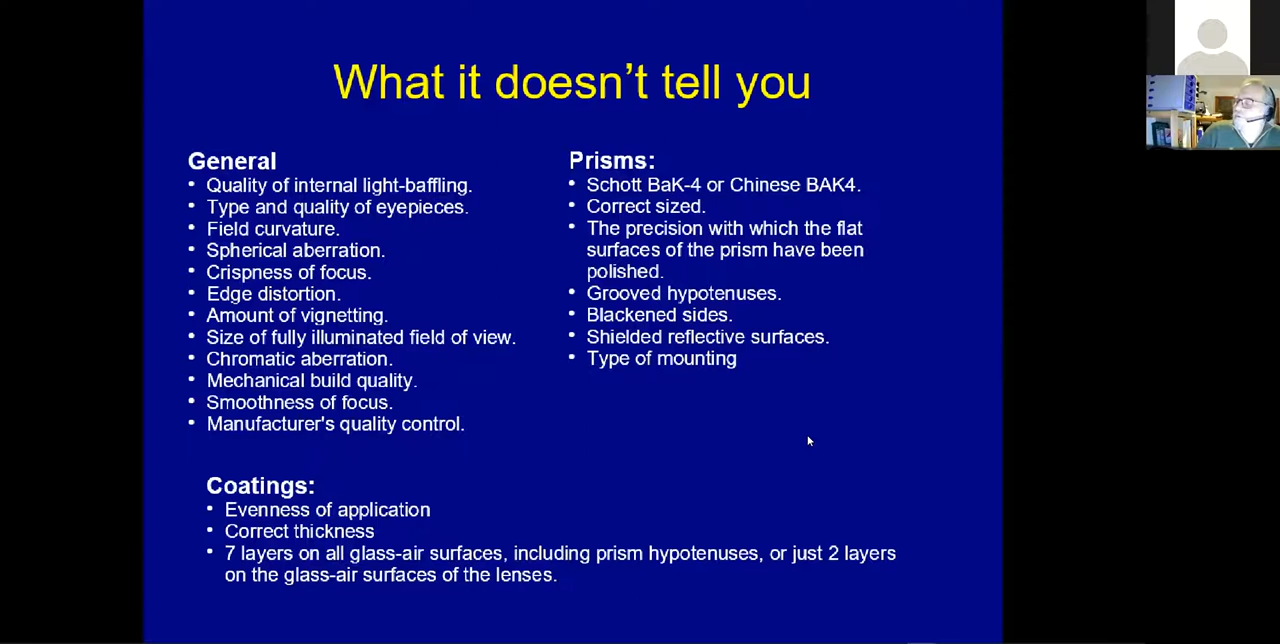 What it doesn’t tell you
General
• Quality of internal light-baffling.
• Type and quality of eyepieces.
• Field curvature.
• Spherical aberration.
• Crispness of focus.
• Edge distortion.
• Amount of vignetting.
• Size of fully illuminated field of view.
• Chromatic aberration.
• Mechanical build quality.
• Smoothness of focus.
• Manufacturer's quality control.
Prisms:
• Schott BaK-4 or Chinese BAK4.
• Correct sized.
• The precision with which the flat
surfaces of the prism have been
polished.
• Grooved hypotenuses.
• Blackened sides.
• Shielded reflective surfaces.
• Type of mounting
Coatings:
• Evenness of application
• Correct thickness
• 7 layers on all glass-air surfaces, including prism hypotenuses, or just 2 layers
on the glass-air surfaces of the lenses.